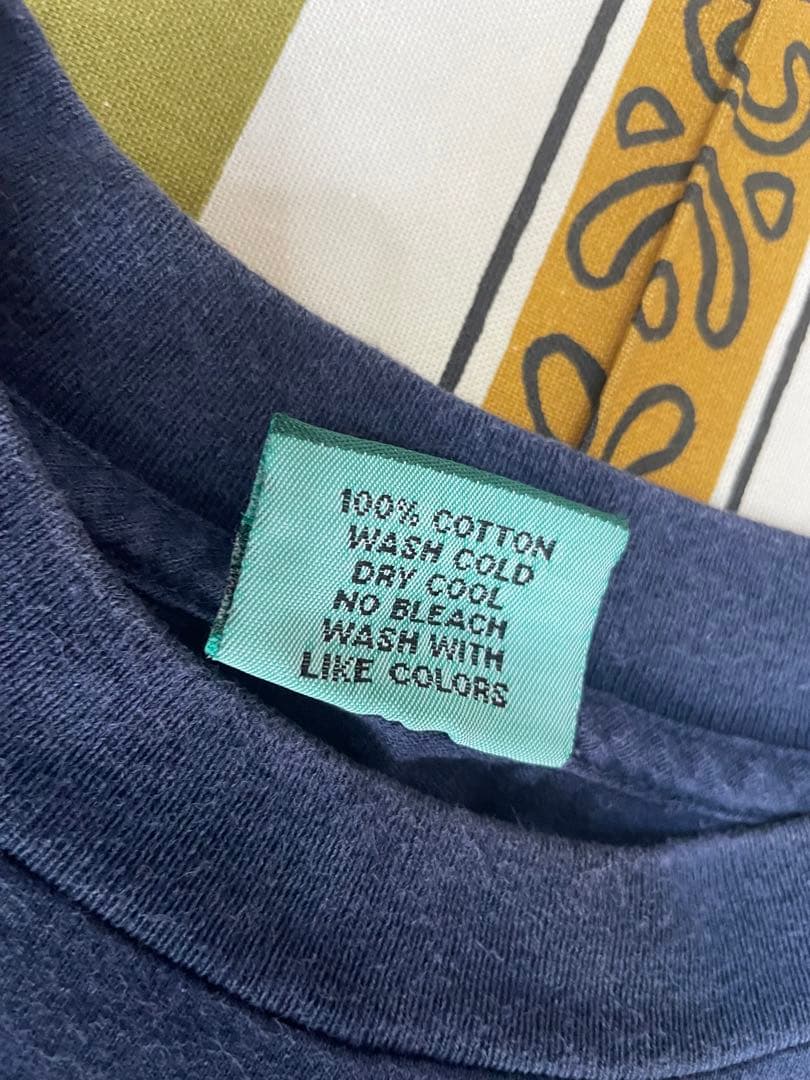 100% COTTON
WASH COLD
DRY COOL
NO BLEACH
WASH WITH
LIKE COLORS